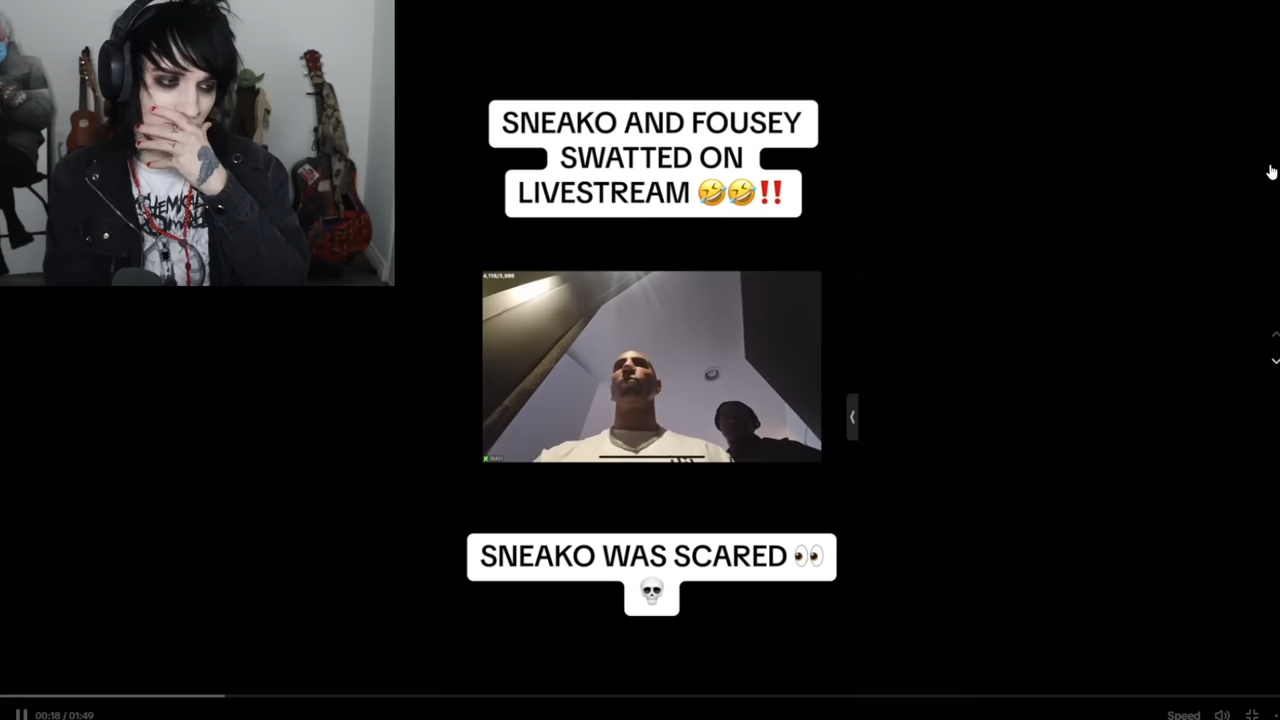 SNEAKO AND FOUSEY
SWATTED ON
LIVESTREAM 🤣🤣‼️
SNEAKO WAS SCARED 👀
💀
00:18 / 01:49
Speed